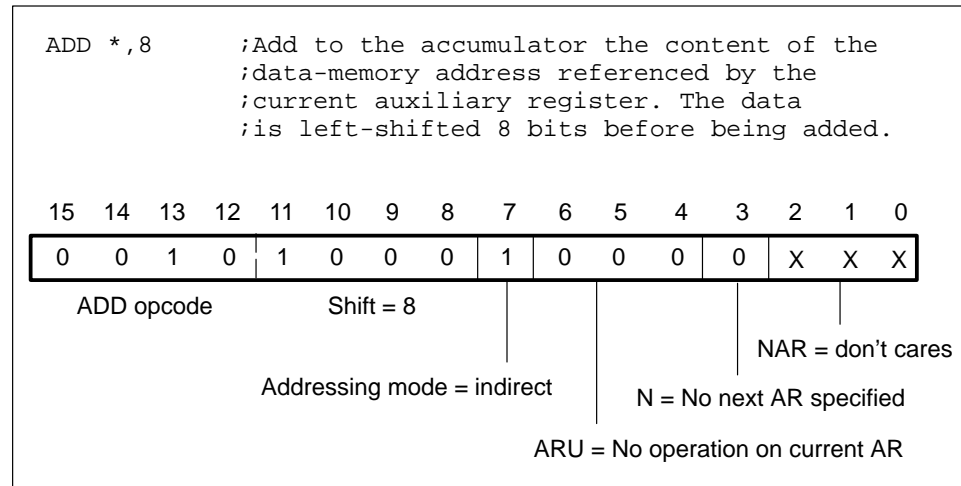 ADD *,8 ;Add to the accumulator the content of the
;data-memory address referenced by the
;current auxiliary register. The data
;is left-shifted 8 bits before being added.
15 14 13 12 11 10 9 8 7 6 5 4 3 2 1 0
0 0 1 0 1 0 0 0 1 0 0 0 0 X X X
ADD opcode Shift = 8
NAR = don't cares
Addressing mode = indirect
N = No next AR specified
ARU = No operation on current AR